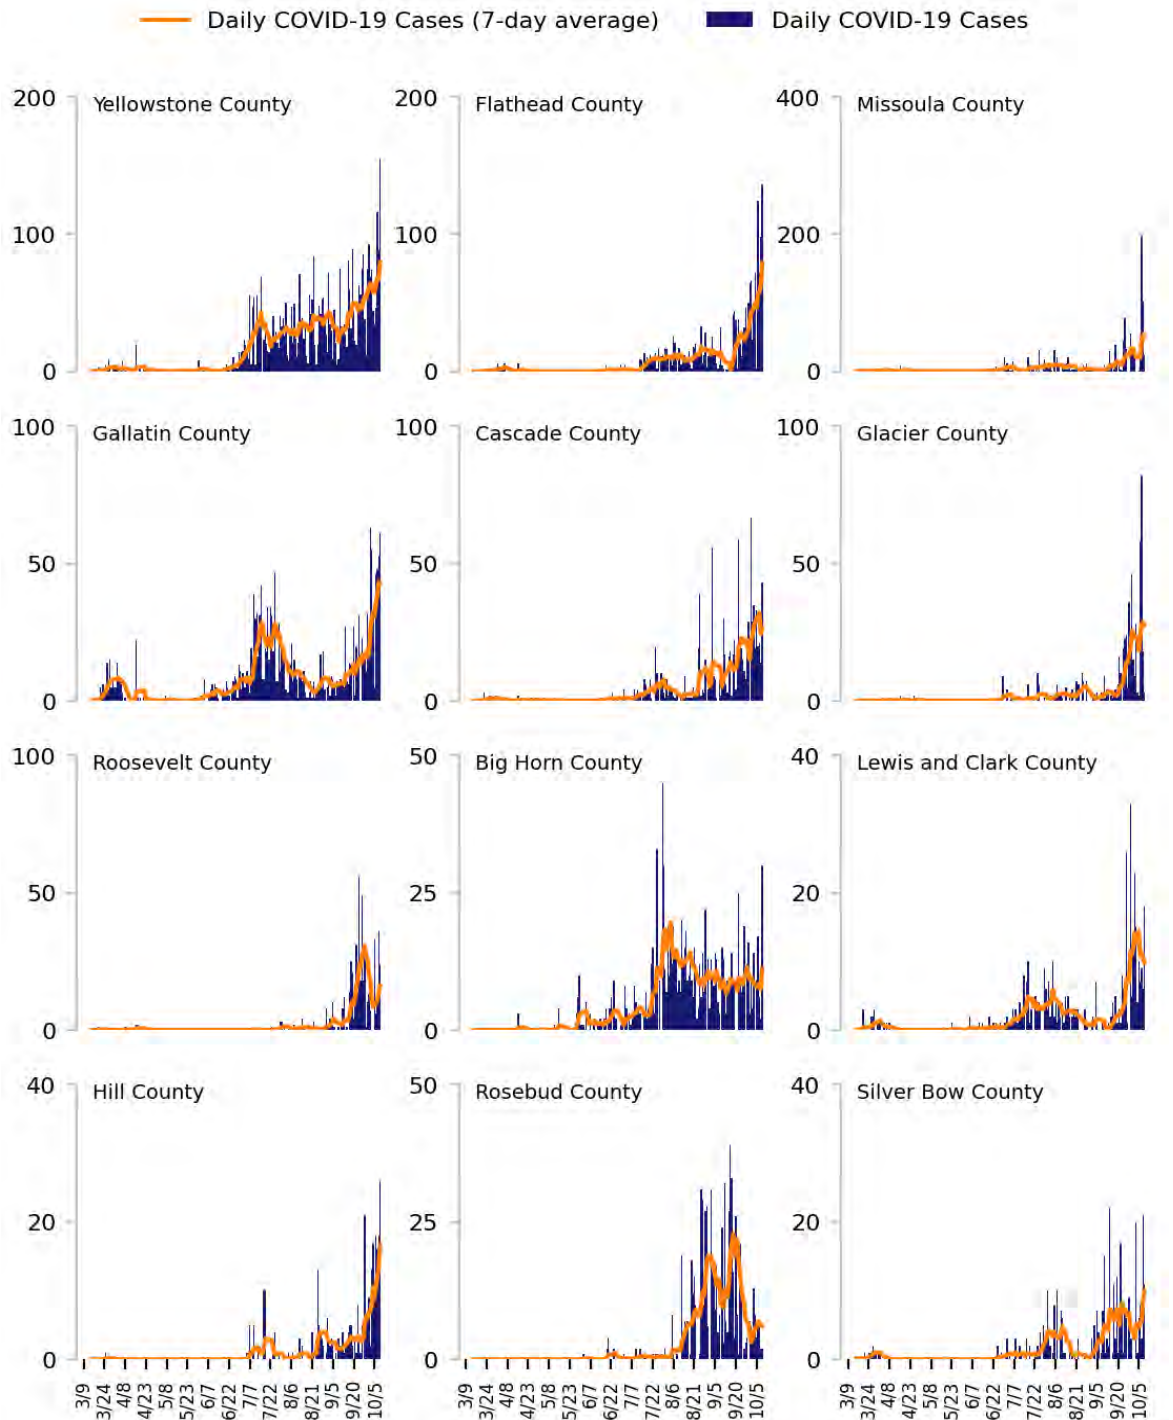 Daily COVID-19 Cases (7-day average) Daily COVID-19 Cases
200 Yellowstone County 200 Flathead County 400 Missoula County
100 100 200
0 0 0
100 Gallatin County 100 Cascade County 100 Glacier County
50 50 50
0 0 0
100 Roosevelt County 50 Big Horn County 40 Lewis and Clark County
50 25 20
0 0 0
40 Hill County 50 Rosebud County 40 Silver Bow County
20 25 20
0 0 0
3/9 3/24 4/8 4/23 5/8 5/23 6/7 6/22 7/7 7/22 8/6 8/21 9/5 9/20 10/5 3/9 3/24 4/8 4/23 5/8 5/23 6/7 6/22 7/7 7/22 8/6 8/21 9/5 9/20 10/5 3/9 3/24 4/8 4/23 5/8 5/23 6/7 6/22 7/7 7/22 8/6 8/21 9/5 9/20 10/5